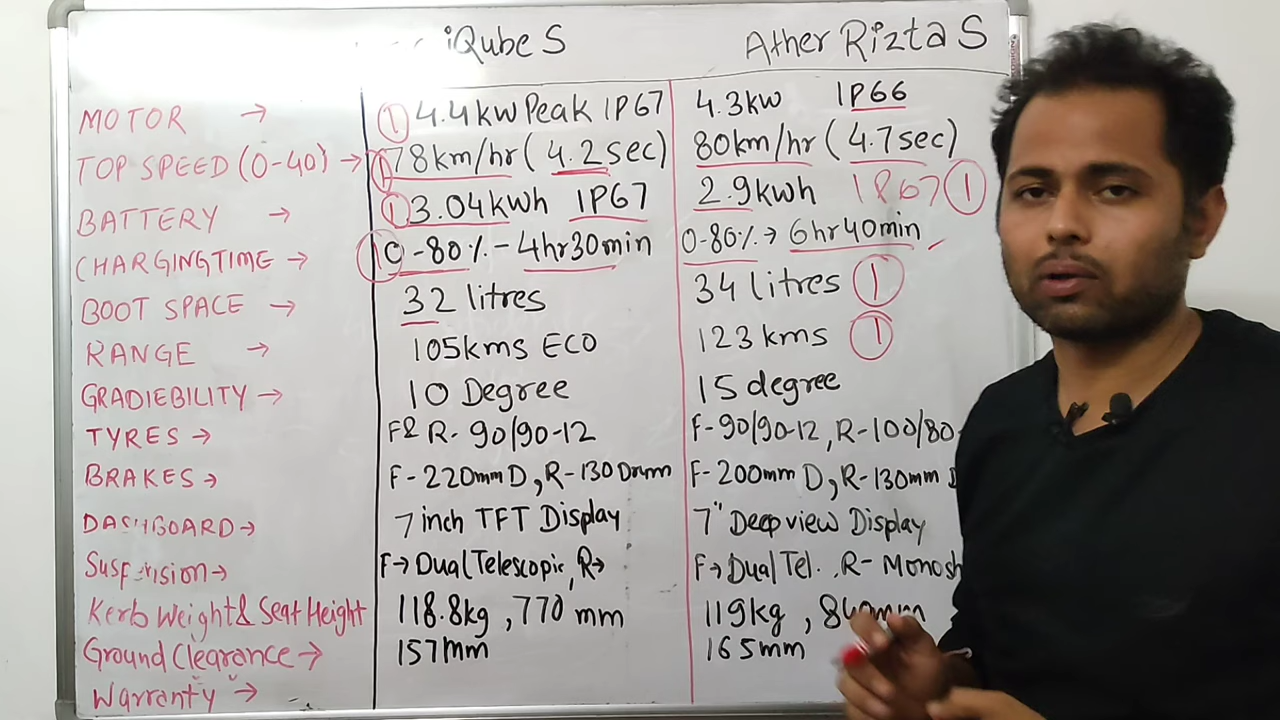 iQube S Ather Rizta S
MOTOR → ① 4.4kw Peak IP67 4.3kw IP66
TOP SPEED (0-40) → ① 78km/hr (4.2sec) 80km/hr (4.7sec)
BATTERY → ① 3.04kwh IP67 2.9kwh IP67 ①
CHARGINGTIME → ① 0-80% - 4hr30min 0-80% → 6hr40min
BOOT SPACE → 32 litres 34 litres ①
RANGE → 105kms ECO 123kms ①
GRADIEBILITY → 10 Degree 15 degree
TYRES → F& R- 90/90-12 F-90/90-12, R-100/80
BRAKES → F-220mm D, R-130 Drum F-200mm D, R-130mm
DASHBOARD → 7 inch TFT Display 7" Deepview Display
Suspension → F→ Dual Telescopic, R→ F→ Dual Tel. R- Monosh
Kerb Weight & Seat Height 118.8kg, 770 mm 119kg,
Ground Clearance → 157mm 165mm
Warranty →